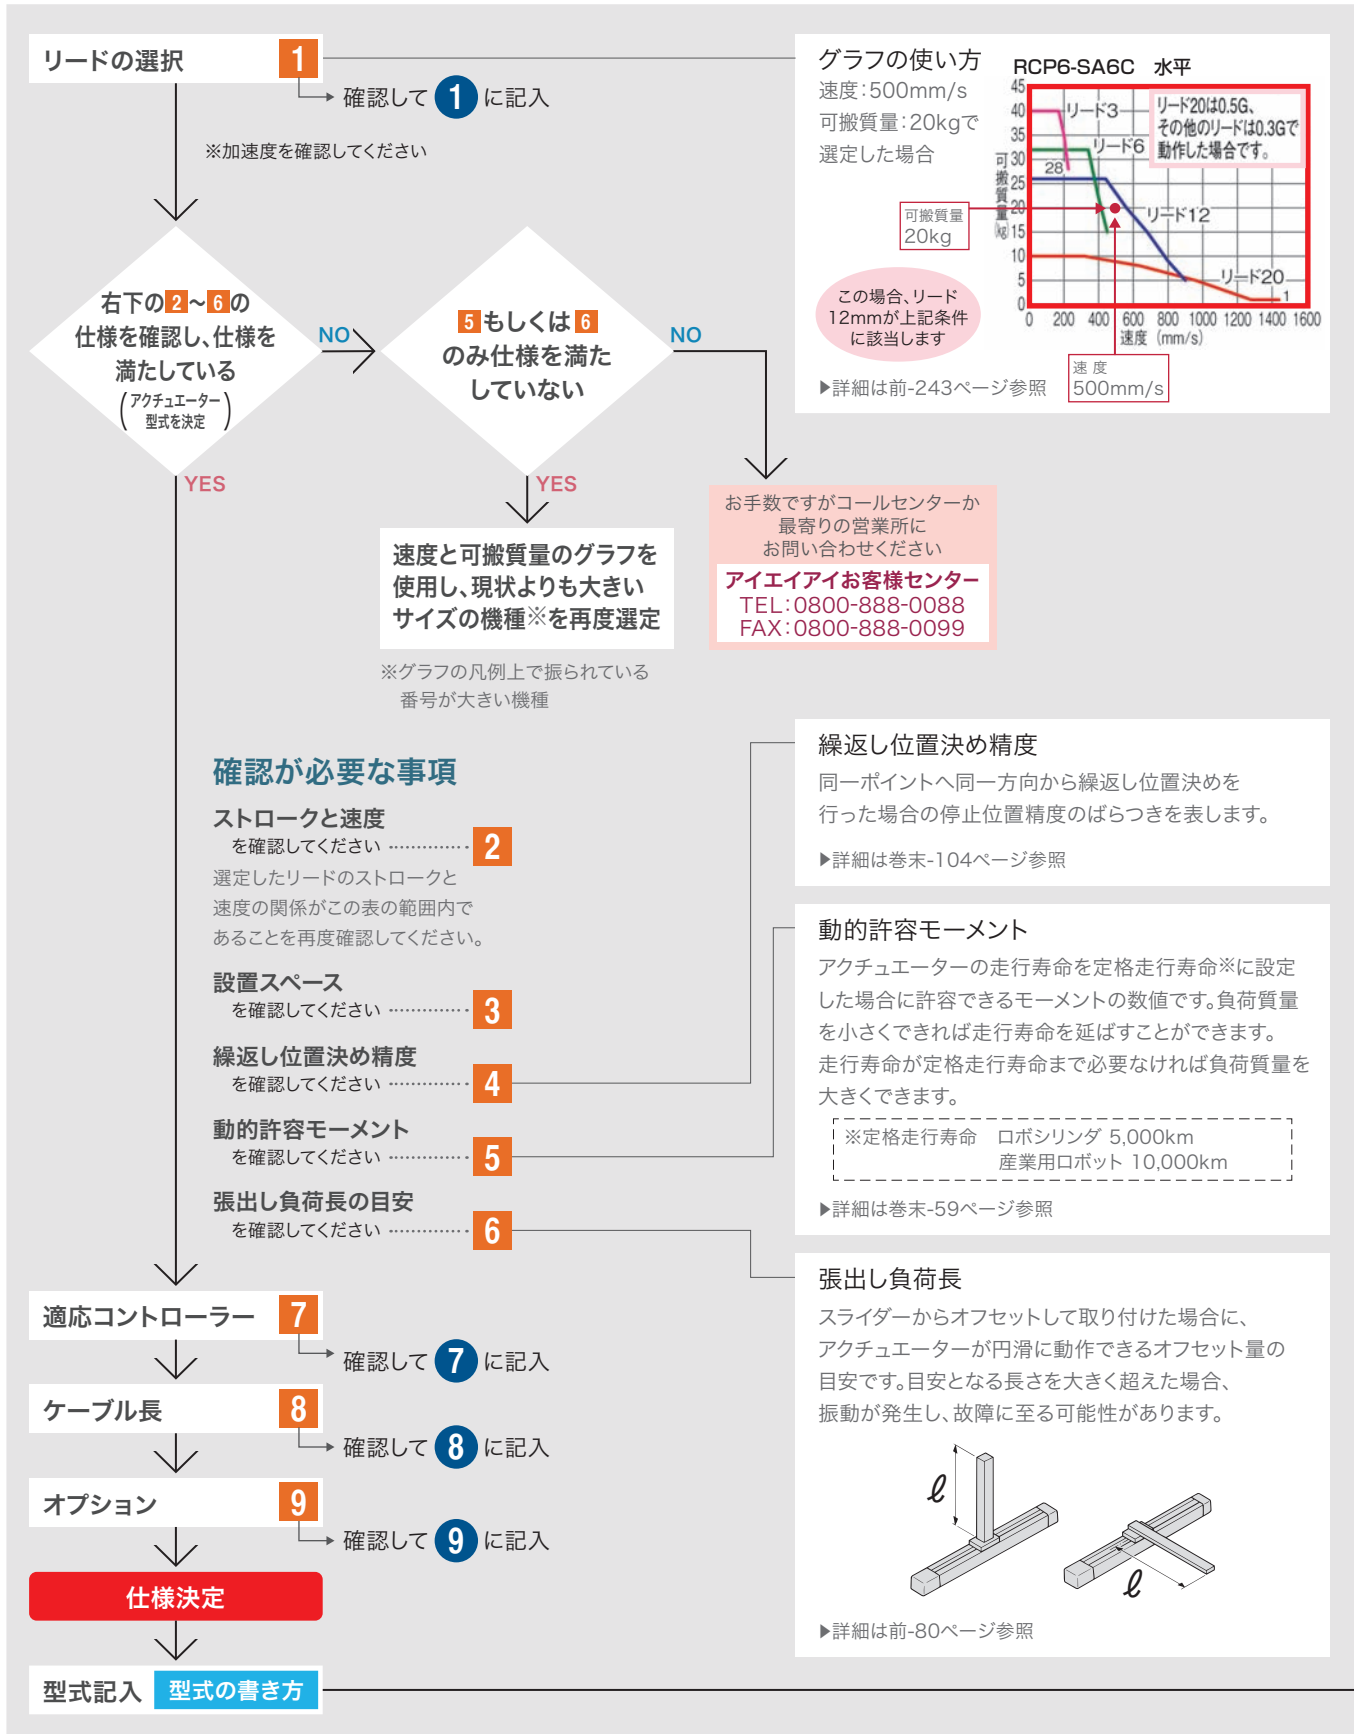 リードの選択 1
確認して 1 に記入
※加速度を確認してください
グラフの使い方
速度:500mm/s
可搬質量:20kgで
選定した場合
RCP6-SA6C 水平
リード20は0.5G、
その他のリードは0.3Gで
動作した場合です。
可搬質量(kg)
45
40
35
30
25
20
15
10
5
0
リード3
リード6
28
リード12
リード20
1
0 200 400 600 800 1000 1200 1400 1600
速度 (mm/s)
可搬質量
20kg
速 度
500mm/s
この場合、リード
12mmが上記条件
に該当します
▶詳細は前-243ページ参照
右下の2〜6の
仕様を確認し、仕様を
満たしている
(アクチュエーター
型式を決定)
NO
YES
5もしくは6
のみ仕様を満た
していない
NO
YES
速度と可搬質量のグラフを
使用し、現状よりも大きい
サイズの機種※を再度選定
※グラフの凡例上で振られている
番号が大きい機種
お手数ですがコールセンターか
最寄りの営業所に
お問い合わせください
アイエイアイお客様センター
TEL:0800-888-0088
FAX:0800-888-0099
確認が必要な事項
ストロークと速度
を確認してください ………… 2
選定したリードのストロークと
速度の関係がこの表の範囲内で
あることを再度確認してください。
設置スペース
を確認してください ………… 3
繰返し位置決め精度
を確認してください ………… 4
動的許容モーメント
を確認してください ………… 5
張出し負荷長の目安
を確認してください ………… 6
繰返し位置決め精度
同一ポイントへ同一方向から繰返し位置決めを
行った場合の停止位置精度のばらつきを表します。
▶詳細は巻末-104ページ参照
動的許容モーメント
アクチュエーターの走行寿命を定格走行寿命※に設定
した場合に許容できるモーメントの数値です。負荷質量
を小さくできれば走行寿命を延ばすことができます。
走行寿命が定格走行寿命まで必要なければ負荷質量を
大きくできます。
※定格走行寿命 ロボシリンダ 5,000km
産業用ロボット 10,000km
▶詳細は巻末-59ページ参照
張出し負荷長
スライダーからオフセットして取り付けた場合に、
アクチュエーターが円滑に動作できるオフセット量の
目安です。目安となる長さを大きく超えた場合、
振動が発生し、故障に至る可能性があります。
ℓ
ℓ
▶詳細は前-80ページ参照
適応コントローラー 7
確認して 7 に記入
ケーブル長 8
確認して 8 に記入
オプション 9
確認して 9 に記入
仕様決定
型式記入 型式の書き方